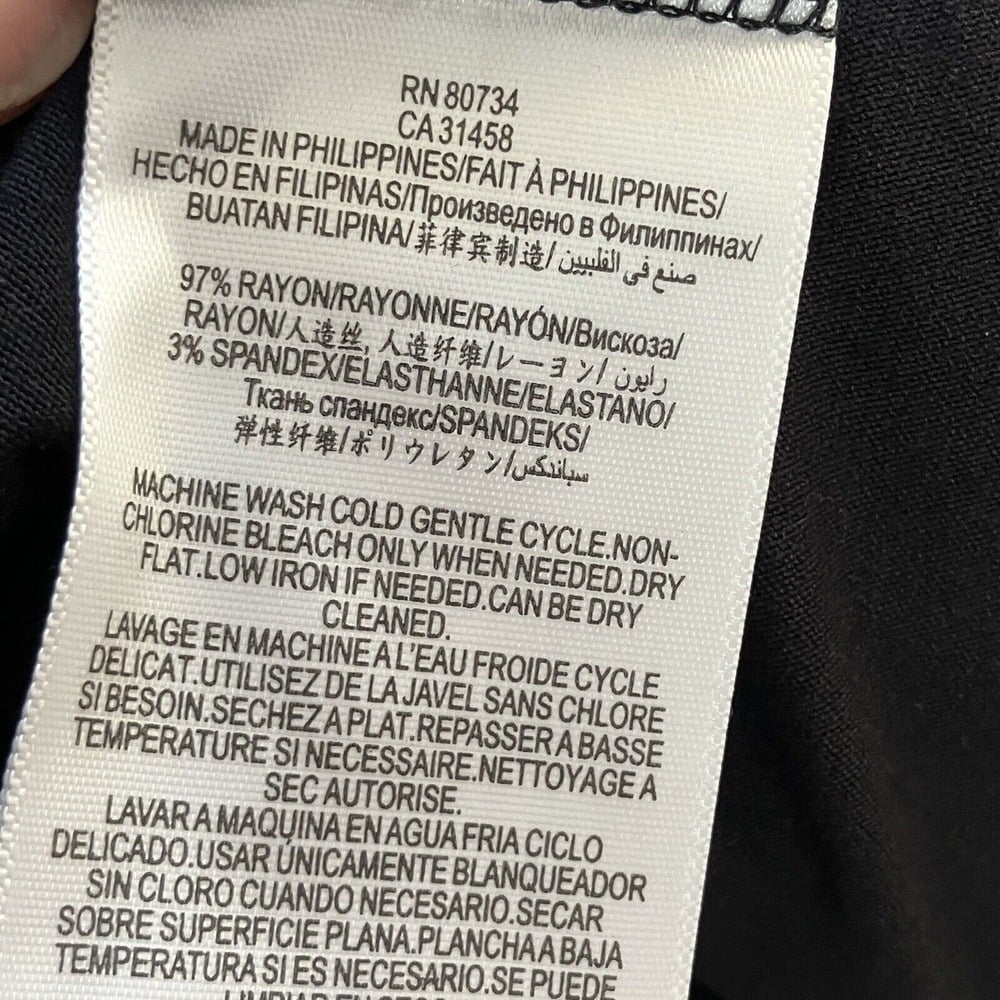 RN 80734
CA 31458
MADE IN PHILIPPINES/FAIT À PHILIPPINES/
HECHO EN FILIPINAS/Произведено в Филиппинах/
BUATAN FILIPINA/菲律宾制造/صنع في الفلبين
97% RAYON/RAYONNE/RAYÓN/Вискоза/
RAYON/人造丝, 人造纤维/レーヨン/رايون
3% SPANDEX/ELASTHANNE/ELASTANO/
Ткань спандекс/SPANDEKS/
弹性纤维/ポリウレタン/سباندكس
MACHINE WASH COLD GENTLE CYCLE.NON-
CHLORINE BLEACH ONLY WHEN NEEDED.DRY
FLAT.LOW IRON IF NEEDED.CAN BE DRY
CLEANED.
LAVAGE EN MACHINE A L'EAU FROIDE CYCLE
DELICAT.UTILISEZ DE LA JAVEL SANS CHLORE
SI BESOIN.SECHEZ A PLAT.REPASSER A BASSE
TEMPERATURE SI NECESSAIRE.NETTOYAGE A
SEC AUTORISE.
LAVAR A MAQUINA EN AGUA FRIA CICLO
DELICADO.USAR ÚNICAMENTE BLANQUEADOR
SIN CLORO CUANDO NECESARIO.SECAR
SOBRE SUPERFICIE PLANA.PLANCHA A BAJA
TEMPERATURA SI ES NECESARIO.SE PUEDE